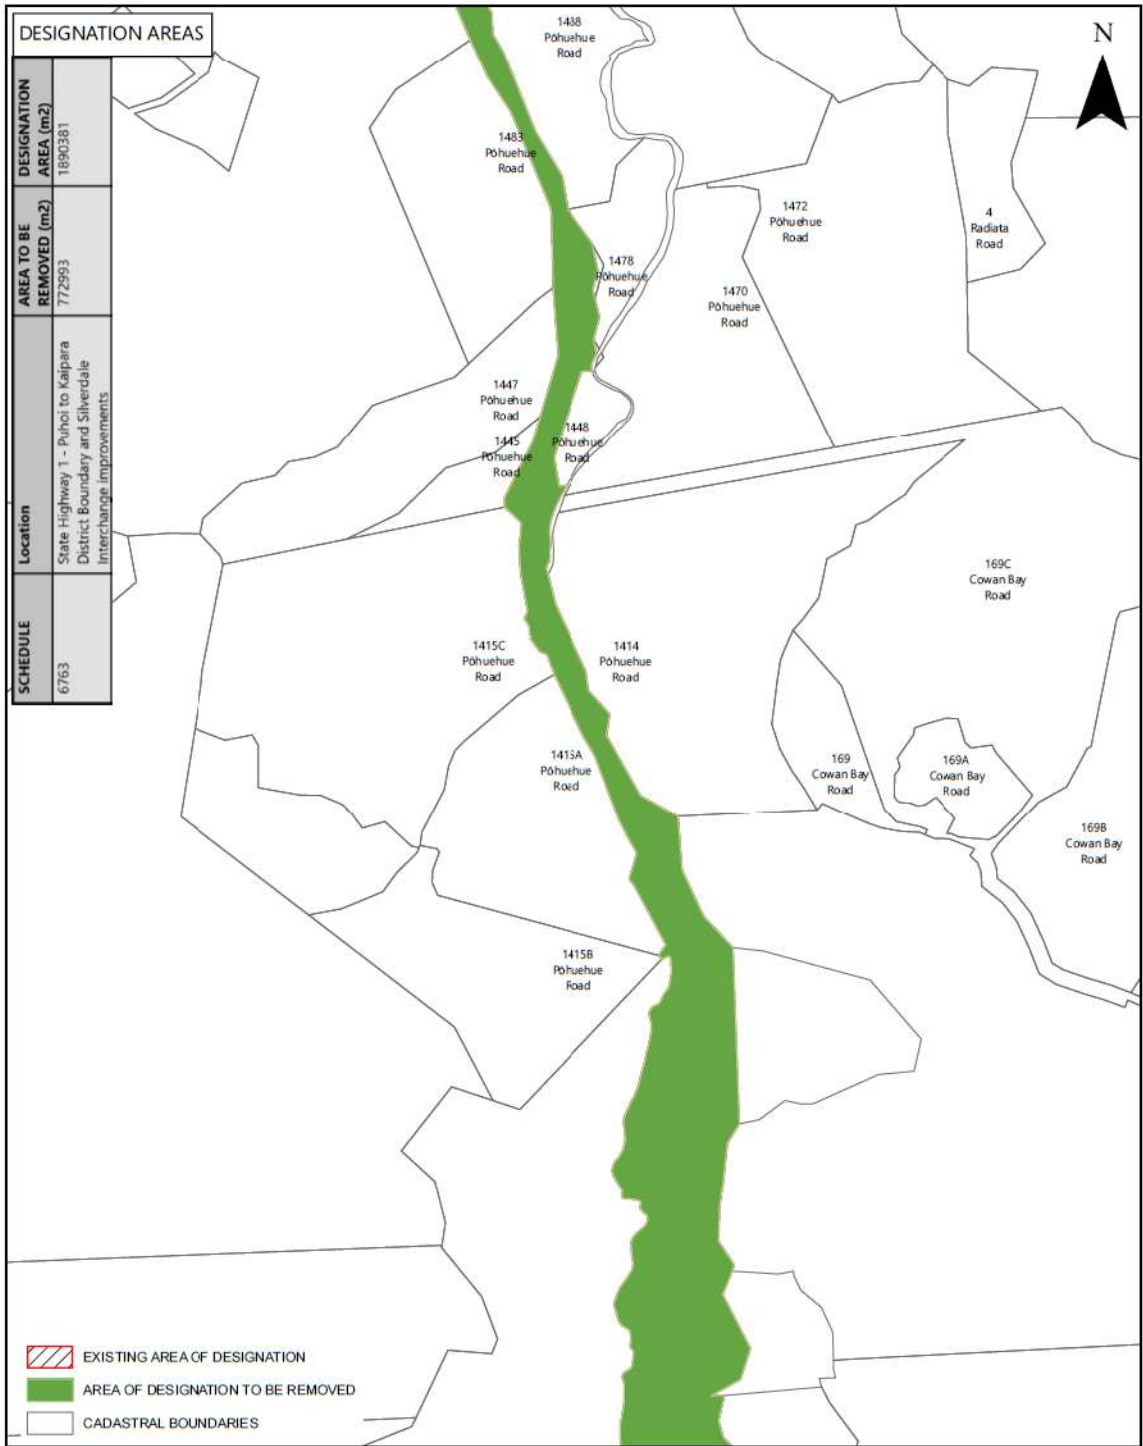 DESIGNATION AREAS
SCHEDULE
Location
AREA TO BE
REMOVED (m2)
DESIGNATION
AREA (m2)
6763
State Highway 1 - Puhoi to Kaipara
District Boundary and Silverdale
Interchange improvements
772993
1890381
N
1488
Pōhuehue
Road
1483
Pōhuehue
Road
1472
Pōhuehue
Road
4
Radiata
Road
1478
Pōhuehue
Road
1470
Pōhuehue
Road
1447
Pōhuehue
Road
1448
Pōhuehue
Road
1445
Pōhuehue
Road
169C
Cowan Bay
Road
1415C
Pōhuehue
Road
1414
Pōhuehue
Road
1415A
Pōhuehue
Road
169
Cowan Bay
Road
169A
Cowan Bay
Road
169B
Cowan Bay
Road
1415B
Pōhuehue
Road
EXISTING AREA OF DESIGNATION
AREA OF DESIGNATION TO BE REMOVED
CADASTRAL BOUNDARIES